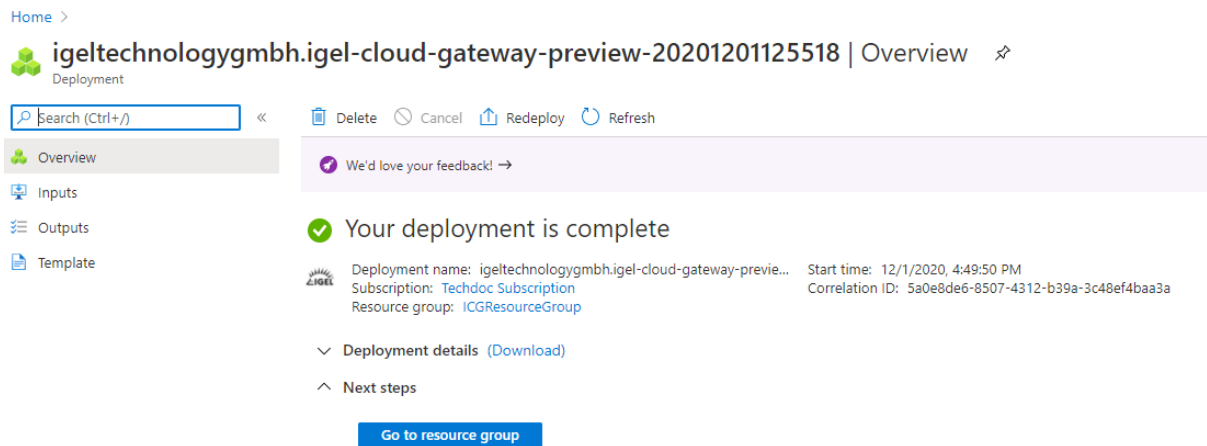 Home >
igeltechnologygmbh.igel-cloud-gateway-preview-20201201125518 | Overview
Deployment
Search (Ctrl+/)
«
Delete Cancel Redeploy Refresh
Overview
We'd love your feedback! →
Inputs
Outputs
Your deployment is complete
Template
IGEL
Deployment name: igeltechnologygmbh.igel-cloud-gateway-previe... Start time: 12/1/2020, 4:49:50 PM
Subscription: Techdoc Subscription Correlation ID: 5a0e8de6-8507-4312-b39a-3c48ef4baa3a
Resource group: ICGResourceGroup
Deployment details (Download)
Next steps
Go to resource group